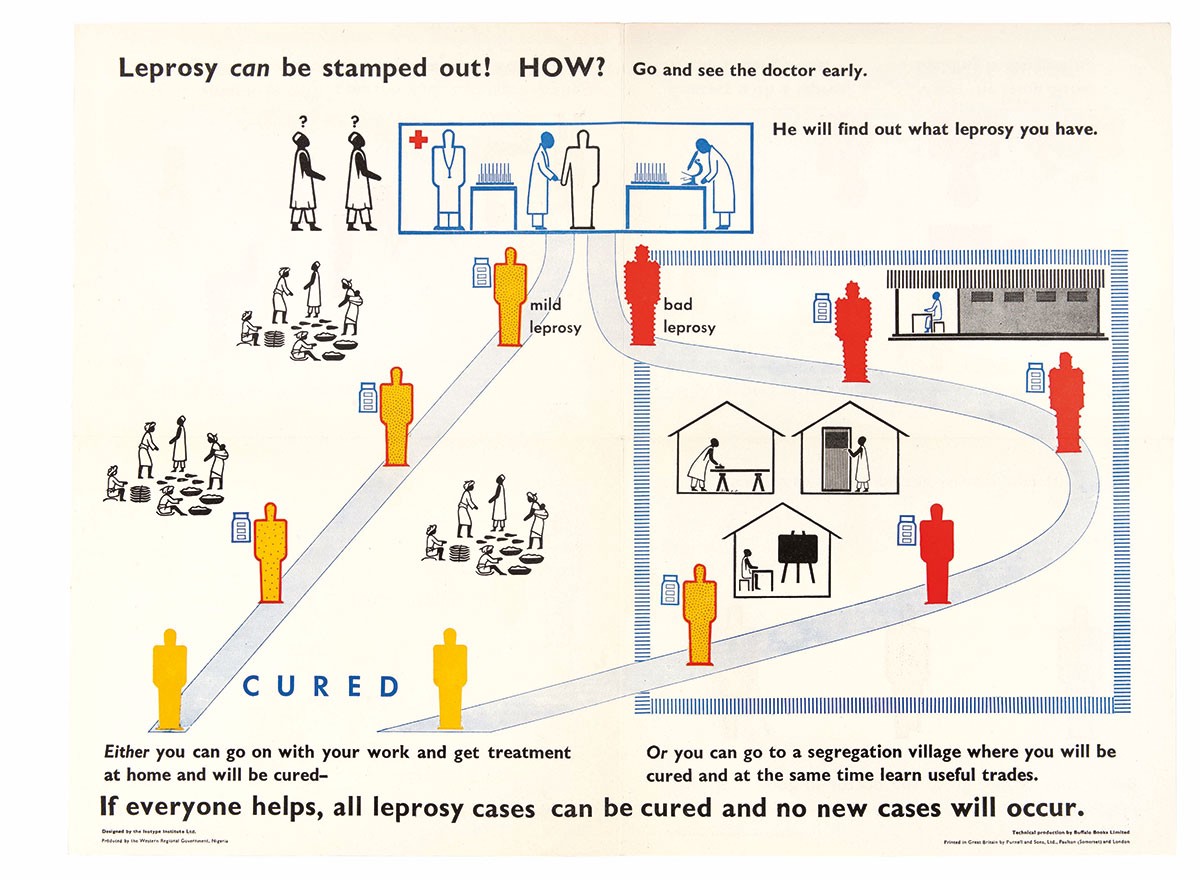 Leprosy can be stamped out! HOW? Go and see the doctor early.
? ?
He will find out what leprosy you have.
mild
leprosy
bad
leprosy
CURED
Either you can go on with your work and get treatment
at home and will be cured–
Or you can go to a segregation village where you will be
cured and at the same time learn useful trades.
If everyone helps, all leprosy cases can be cured and no new cases will occur.
Designed by the Isotype Institute Ltd.
Produced by the Western Regional Government, Nigeria
Technical production by Buffalo Books Limited
Printed in Great Britain by Purnell and Sons, Ltd., Paulton (Somerset) and London